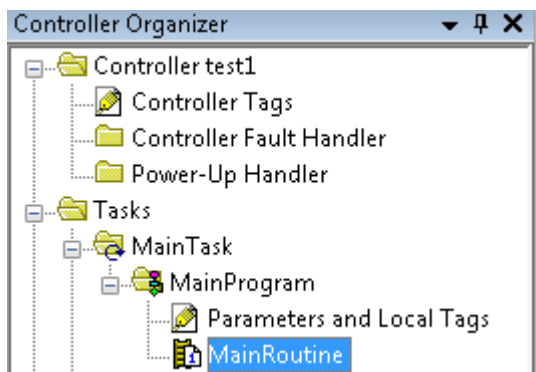 Controller Organizer
Controller test1
Controller Tags
Controller Fault Handler
Power-Up Handler
Tasks
MainTask
MainProgram
Parameters and Local Tags
1 MainRoutine